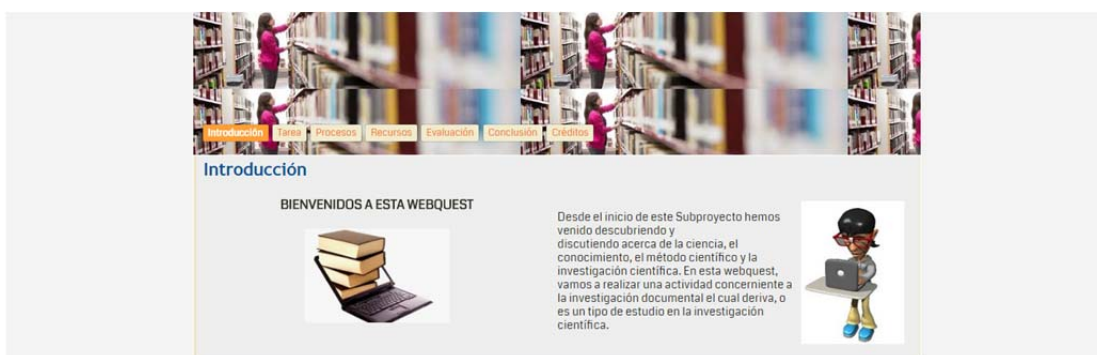 Introducción Tarea Procesos Recursos Evaluación Conclusión Créditos
Introducción
BIENVENIDOS A ESTA WEBQUEST
Desde el inicio de este Subproyecto hemos
venido descubriendo y
discutiendo acerca de la ciencia, el
conocimiento, el método científico y la
investigación científica. En esta webquest,
vamos a realizar una actividad concerniente a
la investigación documental el cual deriva, o
es un tipo de estudio en la investigación
científica.